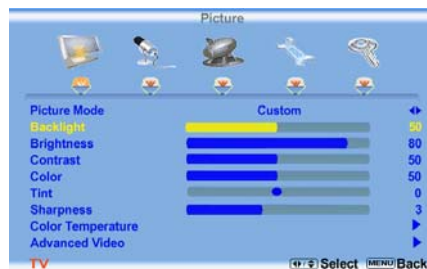 Picture
Picture Mode Custom
Backlight 50
Brightness 80
Contrast 50
Color 50
Tint 0
Sharpness 3
Color Temperature
Advanced Video
TV Select MENU Back